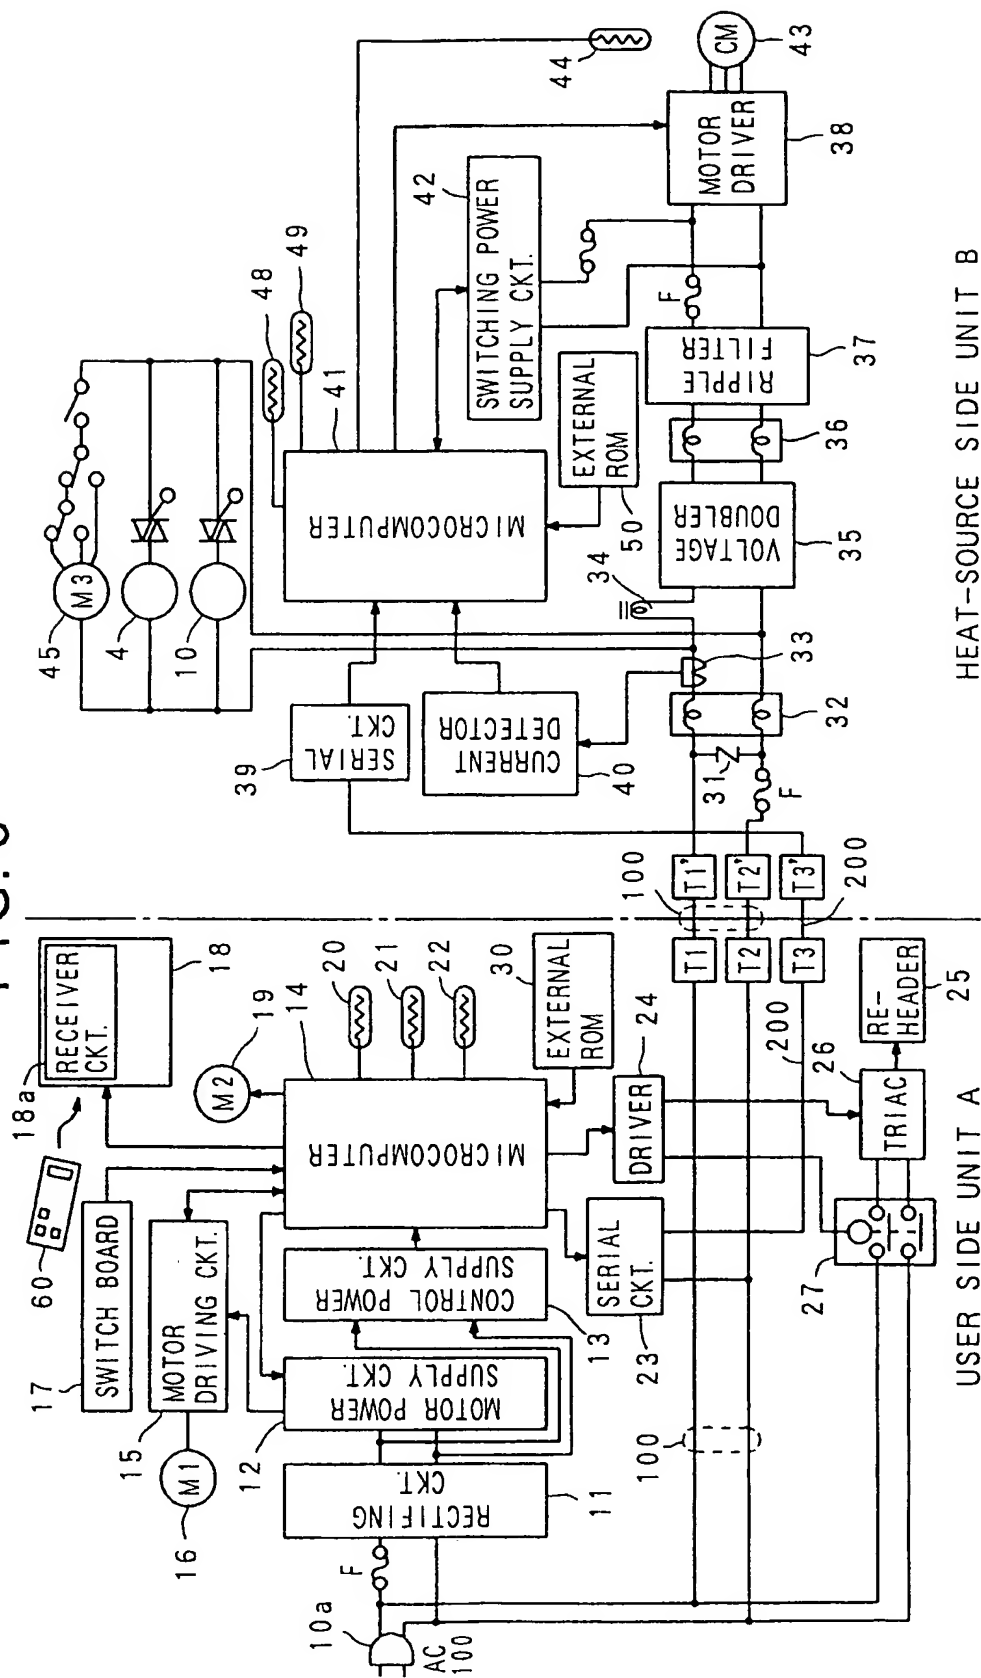 18a
RECEIVER
CKT.
18
60
SWITCH BOARD
17
MOTOR
DRIVING CKT.
15
M1
16
M2
19
MICROCOMPUTER
14
20
21
22
EXTERNAL
ROM
30
CONTROL POWER
SUPPLY CKT.
13
MOTOR POWER
SUPPLY CKT.
12
RECTIFYING
CKT.
11
F
10a
AC
100
SERIAL
CKT.
23
DRIVER
24
100
200
T1
T2
T3
TRIAC
26
RE-
HEADER
25
27
USER SIDE UNIT A
100
200
T1'
T2'
T3'
M3
45
4
10
SERIAL
CKT.
39
CURRENT
DETECTOR
40
MICROCOMPUTER
41
48
49
44
SWITCHING POWER
SUPPLY CKT.
42
EXTERNAL
ROM
50
31
F
32
33
34
VOLTAGE
DOUBLER
35
36
RIPPLE
FILTER
37
F
MOTOR
DRIVER
38
CM
43
HEAT-SOURCE SIDE UNIT B